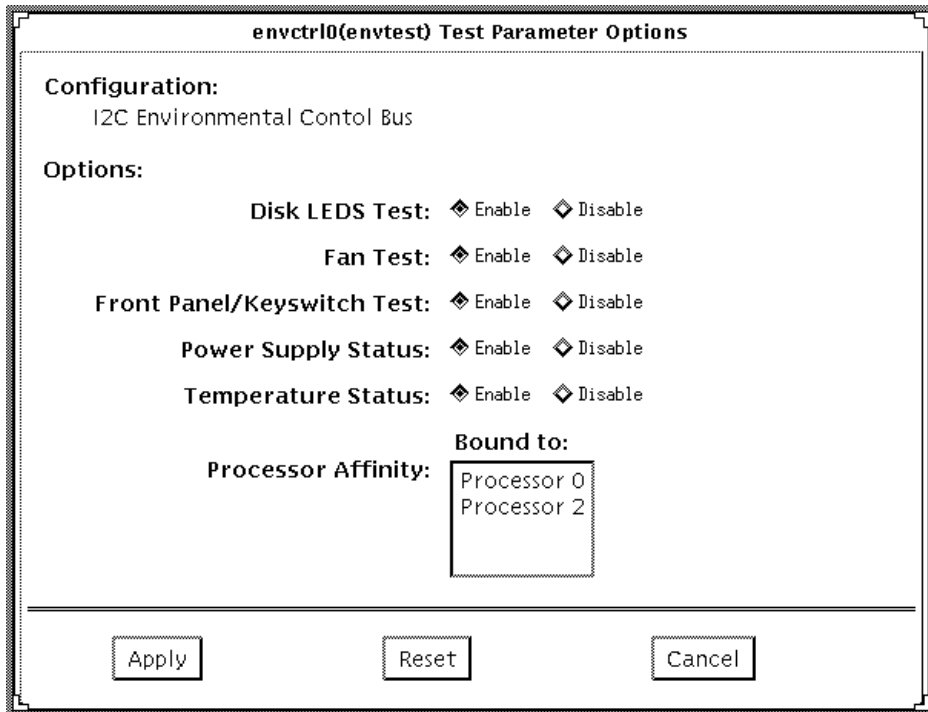 envctrl0(envtest) Test Parameter Options
Configuration:
I2C Environmental Contol Bus
Options:
Disk LEDS Test: Enable Disable
Fan Test: Enable Disable
Front Panel/Keyswitch Test: Enable Disable
Power Supply Status: Enable Disable
Temperature Status: Enable Disable
Bound to:
Processor Affinity: Processor 0
Processor 2
Apply Reset Cancel